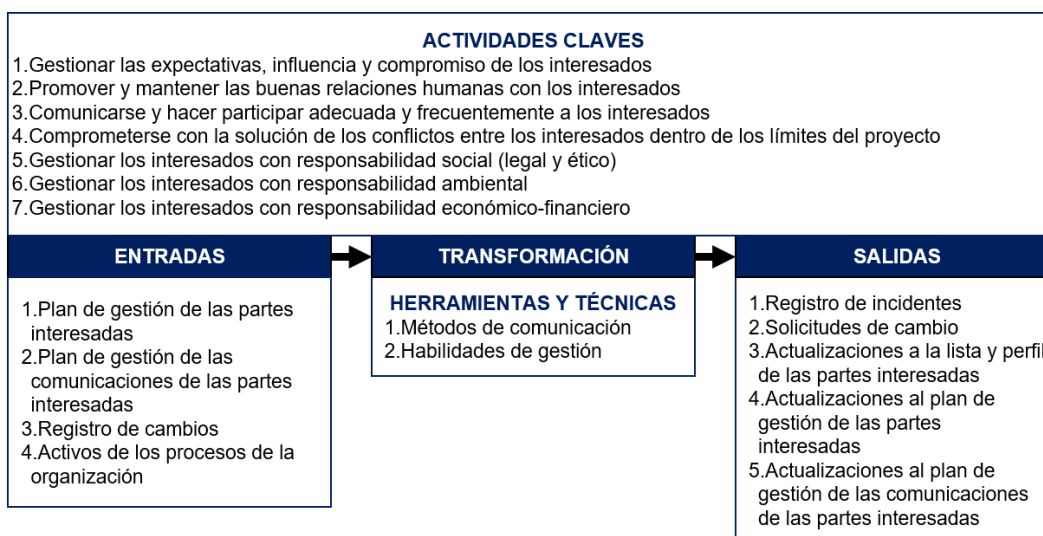 ACTIVIDADES CLAVES
1.Gestionar las expectativas, influencia y compromiso de los interesados
2.Promover y mantener las buenas relaciones humanas con los interesados
3.Comunicarse y hacer participar adecuada y frecuentemente a los interesados
4.Comprometerse con la solución de los conflictos entre los interesados dentro de los límites del proyecto
5.Gestionar los interesados con responsabilidad social (legal y ético)
6.Gestionar los interesados con responsabilidad ambiental
7.Gestionar los interesados con responsabilidad económico-financiero
ENTRADAS
1.Plan de gestión de las partes
interesadas
2.Plan de gestión de las
comunicaciones de las partes
interesadas
3.Registro de cambios
4.Activos de los procesos de la
organización
TRANSFORMACIÓN
HERRAMIENTAS Y TÉCNICAS
1.Métodos de comunicación
2.Habilidades de gestión
SALIDAS
1.Registro de incidentes
2.Solicitudes de cambio
3.Actualizaciones a la lista y perfil
de las partes interesadas
4.Actualizaciones al plan de
gestión de las partes
interesadas
5.Actualizaciones al plan de
gestión de las comunicaciones
de las partes interesadas